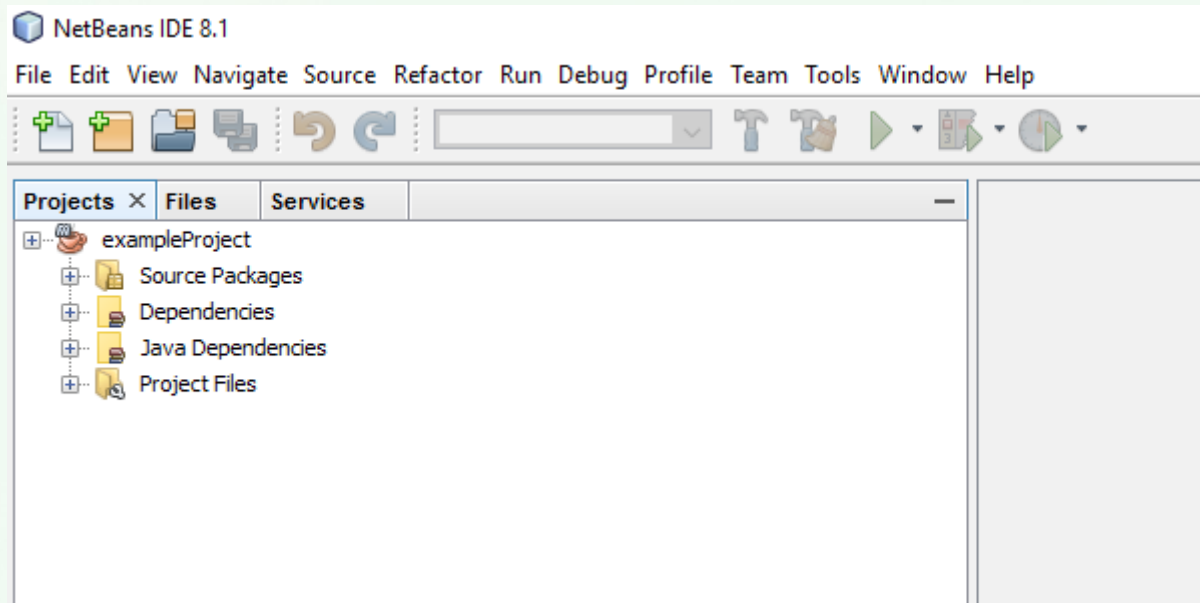 NetBeans IDE 8.1
File Edit View Navigate Source Refactor Run Debug Profile Team Tools Window Help
Projects Files Services
exampleProject
Source Packages
Dependencies
Java Dependencies
Project Files